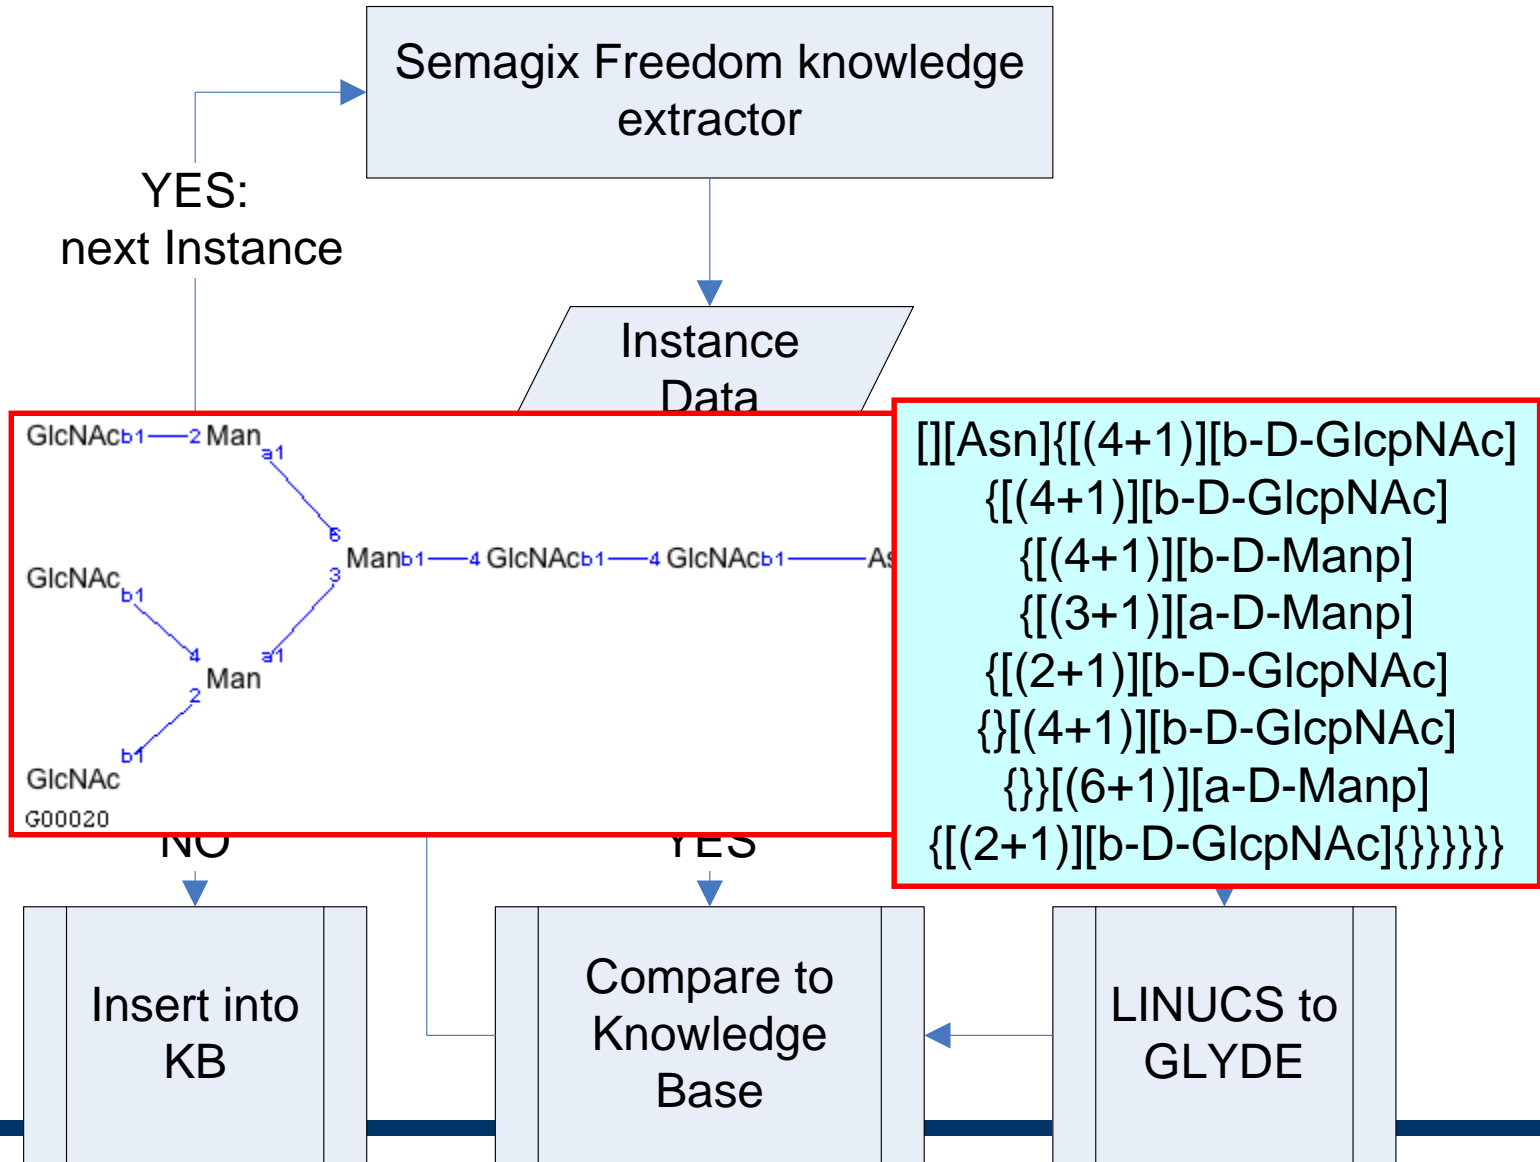 Semagix Freedom knowledge
extractor
YES:
next Instance
Instance
Data
GlcNAcb1 2 Man
a1
6
Manb1 4 GlcNAcb1 4 GlcNAcb1
3
GlcNAc
b1
4
a1
Man
2
b1
GlcNAc
G00020
[][Asn]{[(4+1)][b-D-GlcpNAc]
{[(4+1)][b-D-GlcpNAc]
{[(4+1)][b-D-Manp]
{[(3+1)][a-D-Manp]
{[(2+1)][b-D-GlcpNAc]
{}[(4+1)][b-D-GlcpNAc]
{}}[(6+1)][a-D-Manp]
{[(2+1)][b-D-GlcpNAc]{}}}}}}
NO
YES
Insert into
KB
Compare to
Knowledge
Base
LINUCS to
GLYDE